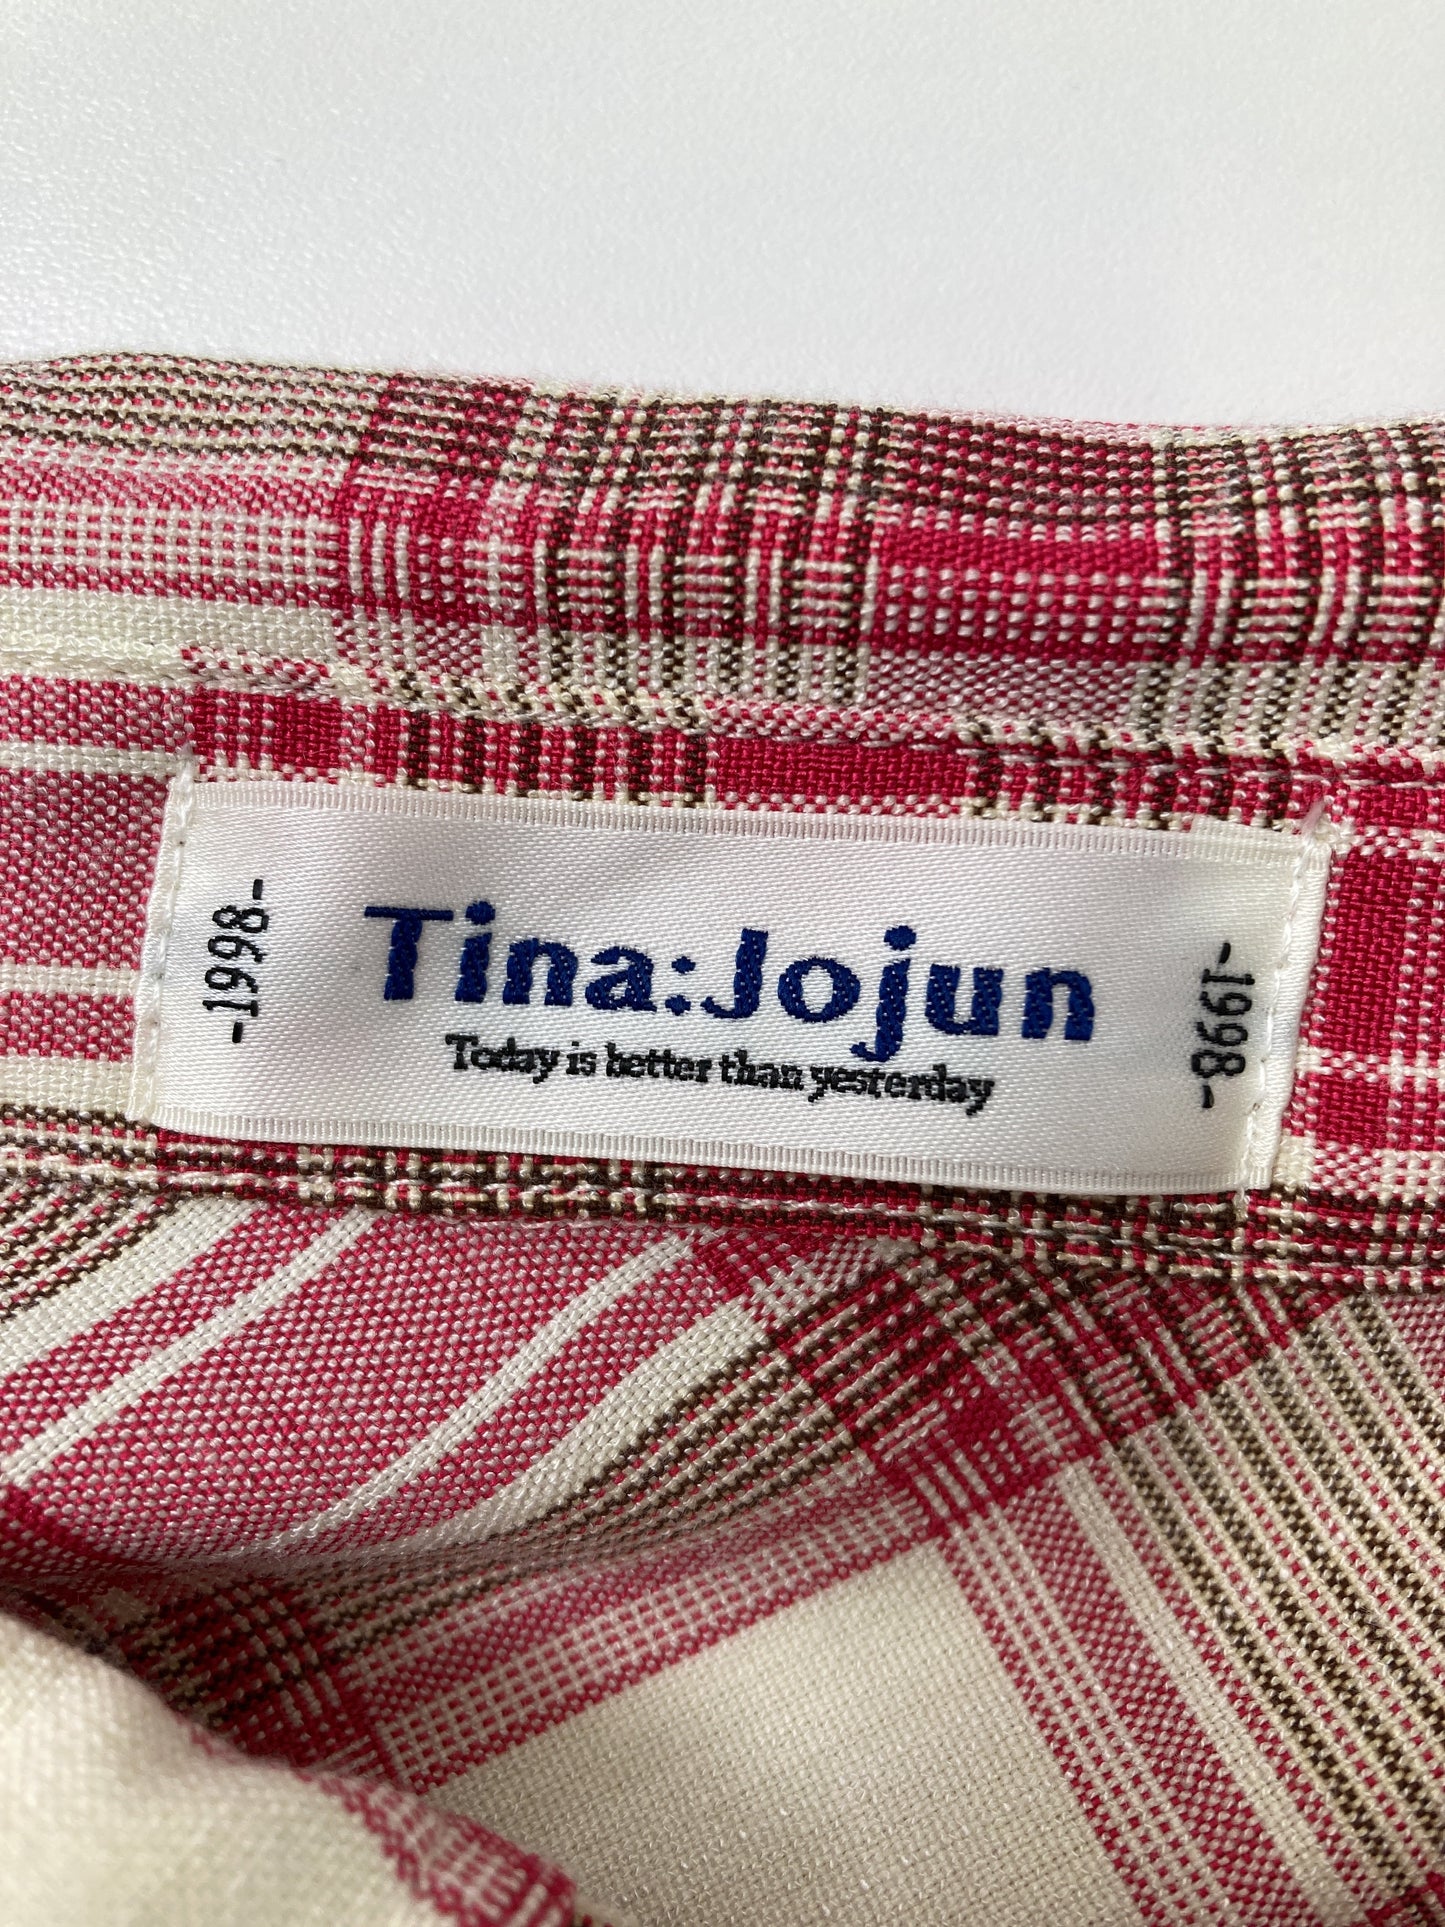 -1998-
Tina:Jojun
Today is better than yesterday
-1998-